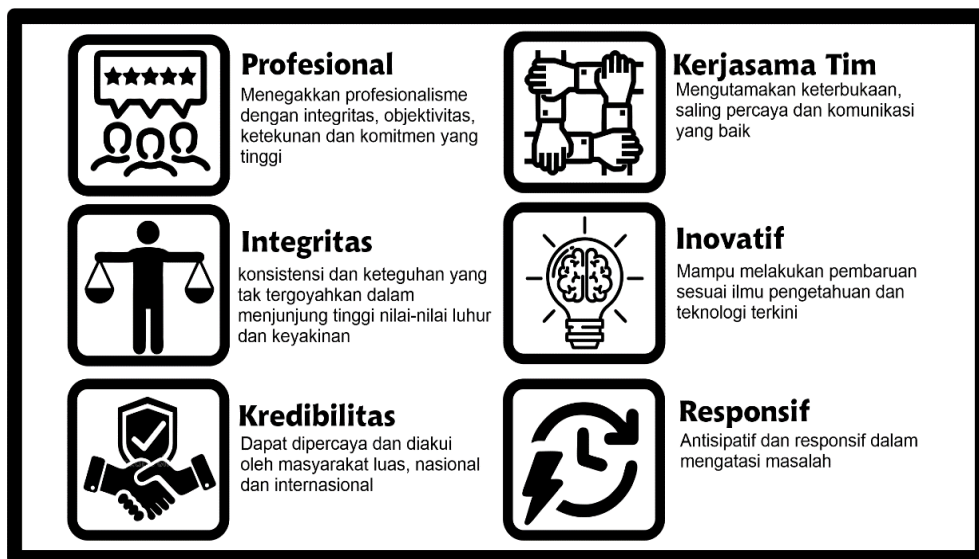 Profesional
Menegakkan profesionalisme
dengan integritas, objektivitas,
ketekunan dan komitmen yang
tinggi
Kerjasama Tim
Mengutamakan keterbukaan,
saling percaya dan komunikasi
yang baik
Integritas
konsistensi dan keteguhan yang
tak tergoyahkan dalam
menjunjung tinggi nilai-nilai luhur
dan keyakinan
Inovatif
Mampu melakukan pembaruan
sesuai ilmu pengetahuan dan
teknologi terkini
Kredibilitas
Dapat dipercaya dan diakui
oleh masyarakat luas, nasional
dan internasional
Responsif
Antisipatif dan responsif dalam
mengatasi masalah